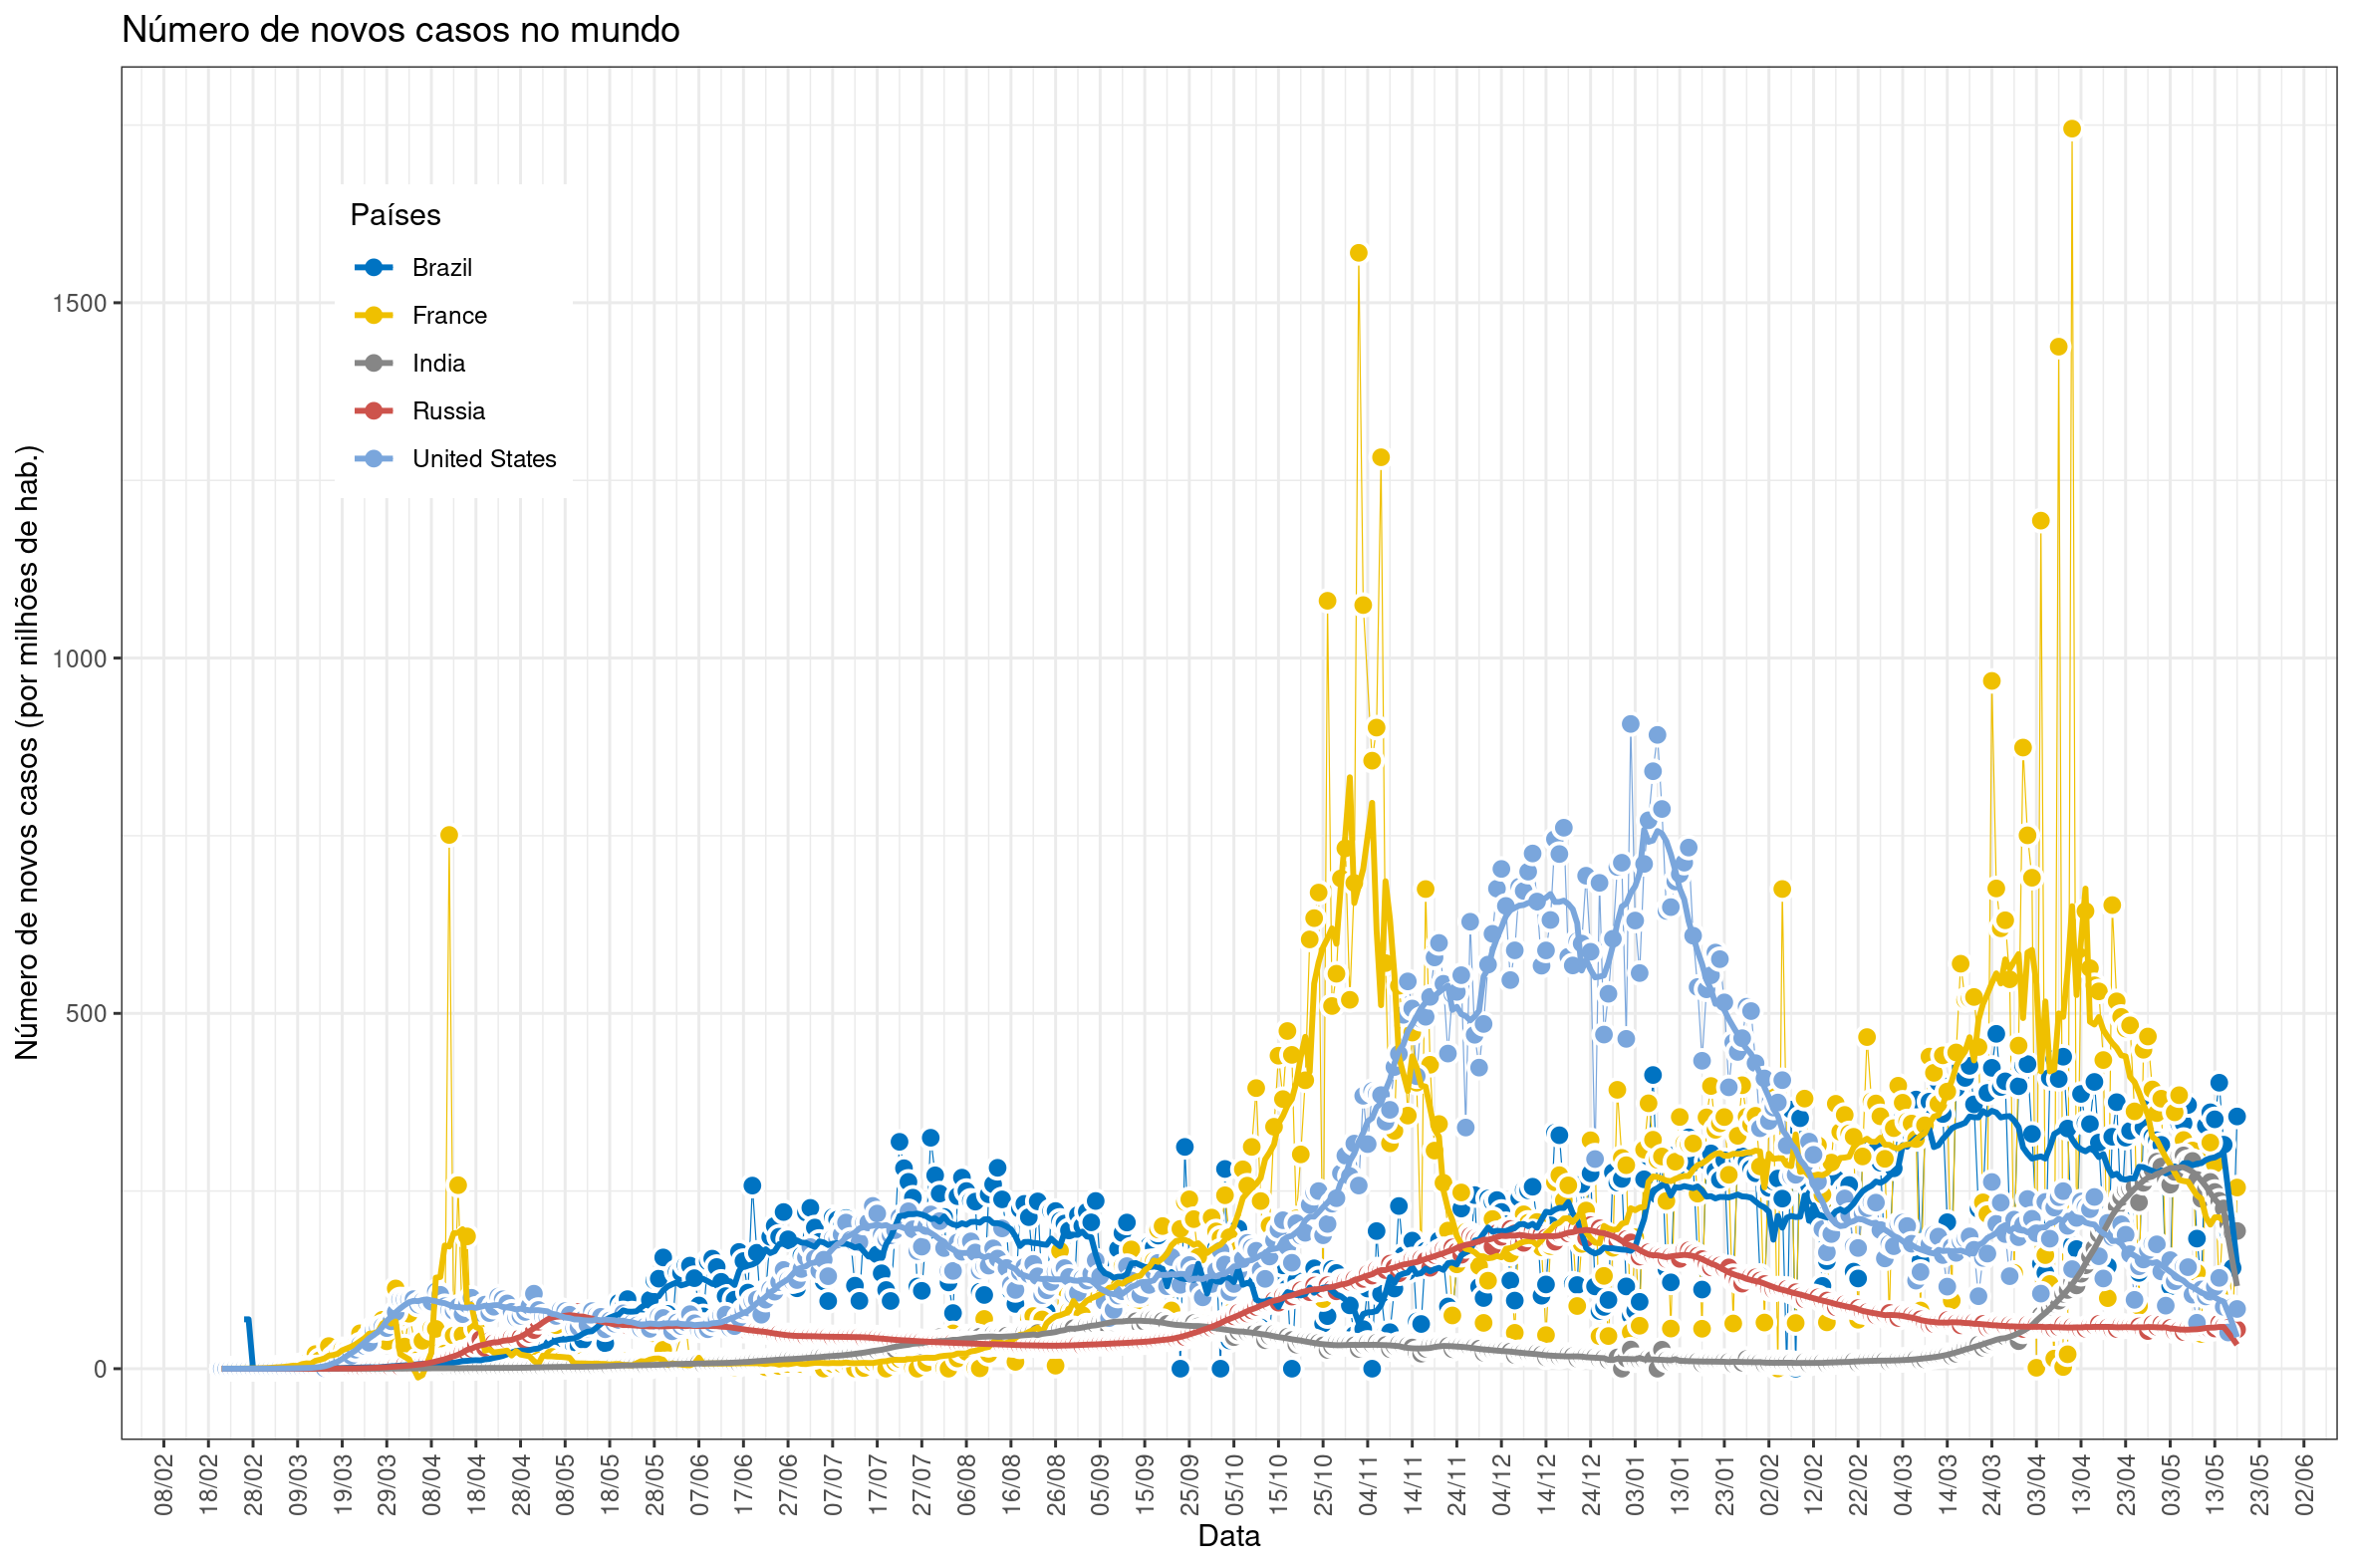 Número de novos casos no mundo
Número de novos casos (por milhões de hab.)
1500
1000
500
0
Países
Brazil
France
India
Russia
United States
08/02 18/02 28/02 09/03 19/03 29/03 08/04 18/04 28/04 08/05 18/05 28/05 07/06 17/06 27/06 07/07 17/07 27/07 06/08 16/08 26/08 05/09 15/09 25/09 05/10 15/10 25/10 04/11 14/11 24/11 04/12 14/12 24/12 03/01 13/01 23/01 02/02 12/02 22/02 04/03 14/03 24/03 03/04 13/04 23/04 03/05 13/05 23/05 02/06
Data